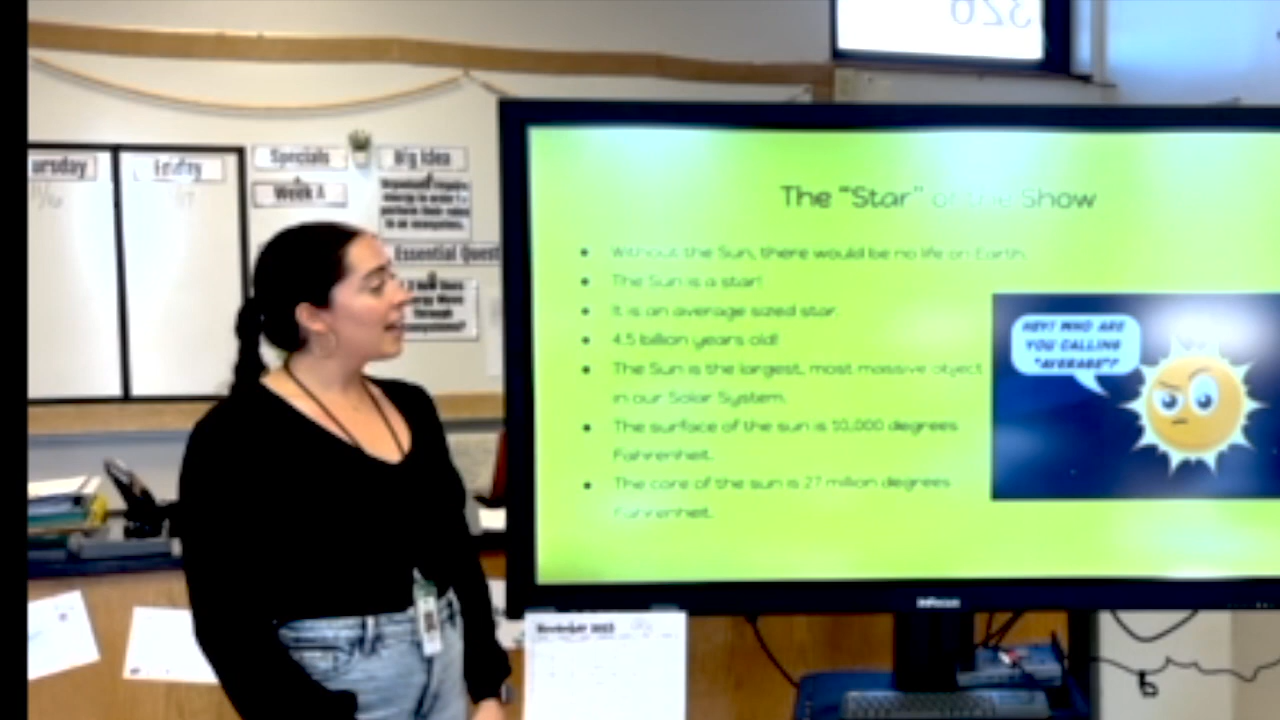 326
ursday
Friday
Specials
Week A
Big Idea
Essential Quest
The "Star" of the Show
Without the Sun, there would be no life on Earth.
The Sun is a star!
It is an average sized star.
4.5 billion years old!
The Sun is the largest, most massive object
in our Solar System.
The surface of the sun is 10,000 degrees
Fahrenheit.
The core of the sun is 27 million degrees
Fahrenheit.
HEY! WHO ARE
YOU CALLING
"AVERAGE"?
InFocus